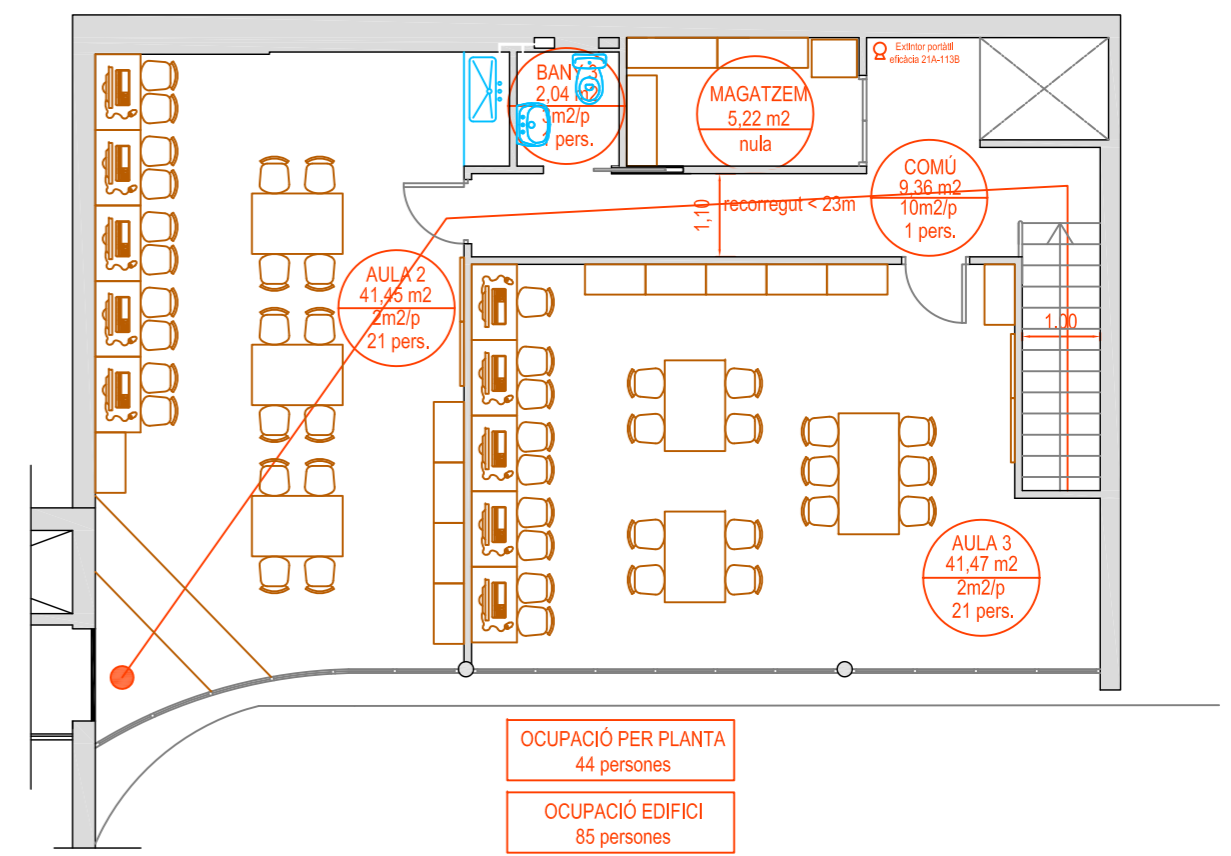 Extintor portàtil
eficàcia 21A-113B
BANY 3
2,04 m2
3m2/p
1 pers.
MAGATZEM
5,22 m2
nula
COMÚ
9,36 m2
10m2/p
1 pers.
1,10
recorregut < 23m
AULA 2
41,45 m2
2m2/p
21 pers.
1,00
AULA 3
41,47 m2
2m2/p
21 pers.
OCUPACIÓ PER PLANTA
44 persones
OCUPACIÓ EDIFICI
85 persones